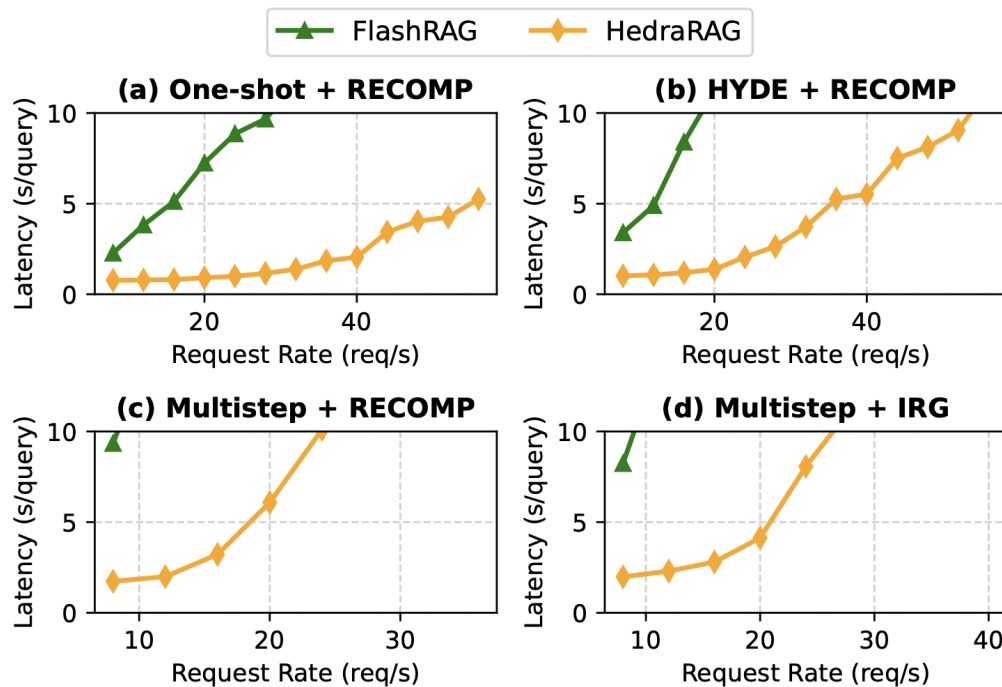 FlashRAG HedraRAG
(a) One-shot + RECOMP
Latency (s/query)
10
5
0
20 40
Request Rate (req/s)
(b) HYDE + RECOMP
Latency (s/query)
10
5
0
20 40
Request Rate (req/s)
(c) Multistep + RECOMP
Latency (s/query)
10
5
0
10 20 30
Request Rate (req/s)
(d) Multistep + IRG
Latency (s/query)
10
5
0
10 20 30 40
Request Rate (req/s)